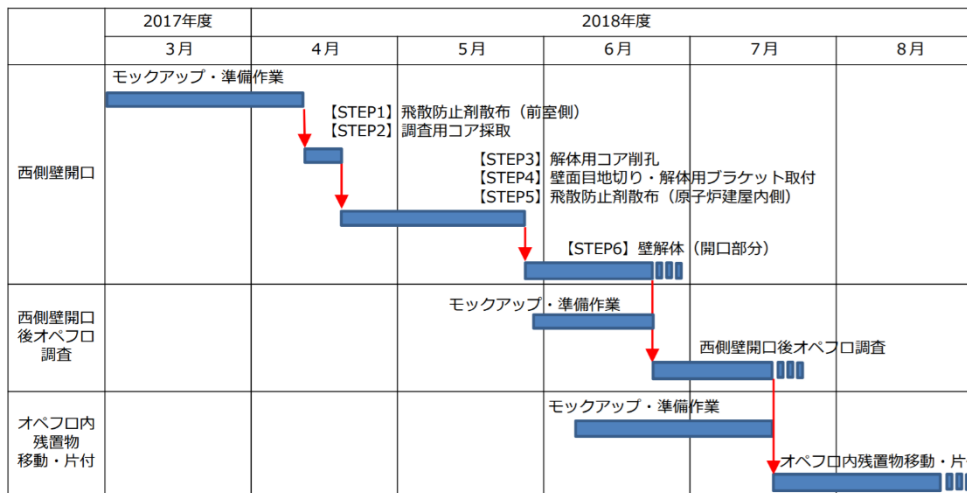 2017年度
2018年度
3月
4月
5月
6月
7月
8月
西側壁開口
モックアップ・準備作業
【STEP1】飛散防止剤散布（前室側）
【STEP2】調査用コア採取
【STEP3】解体用コア削孔
【STEP4】壁面目地切り・解体用ブラケット取付
【STEP5】飛散防止剤散布（原子炉建屋内側）
【STEP6】壁解体（開口部分）
西側壁開口
後オペフロ
調査
モックアップ・準備作業
西側壁開口後オペフロ調査
オペフロ内
残置物
移動・片付
モックアップ・準備作業
オペフロ内残置物移動・片